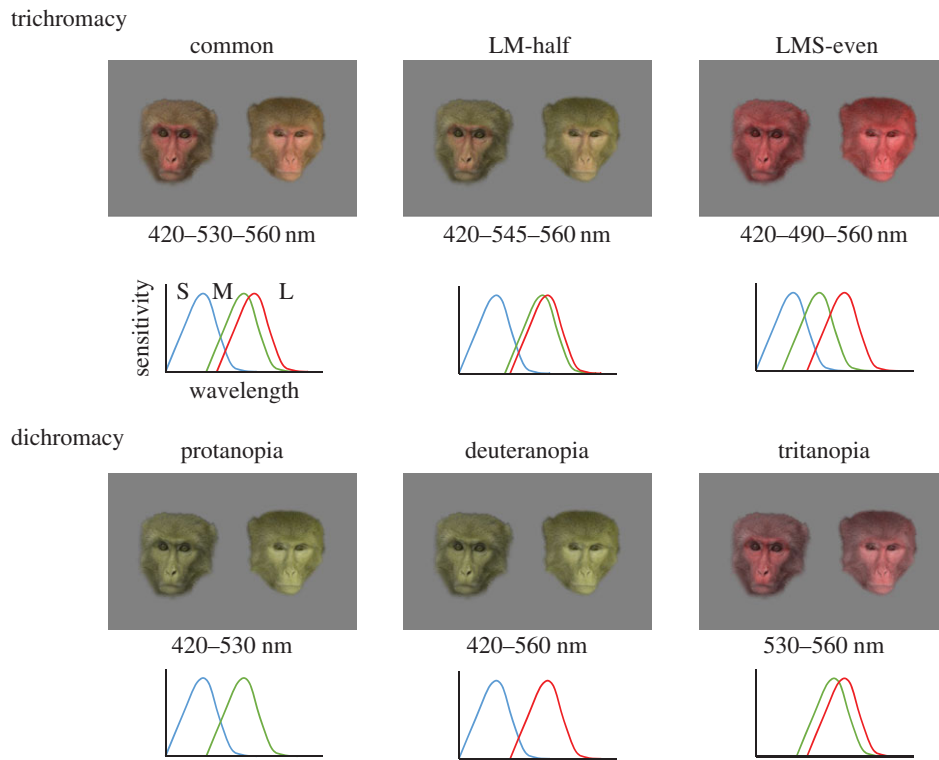 trichromacy
common LM-half LMS-even
420–530–560 nm 420–545–560 nm 420–490–560 nm
S M L
sensitivity
wavelength
dichromacy
protanopia deuteranopia tritanopia
420–530 nm 420–560 nm 530–560 nm